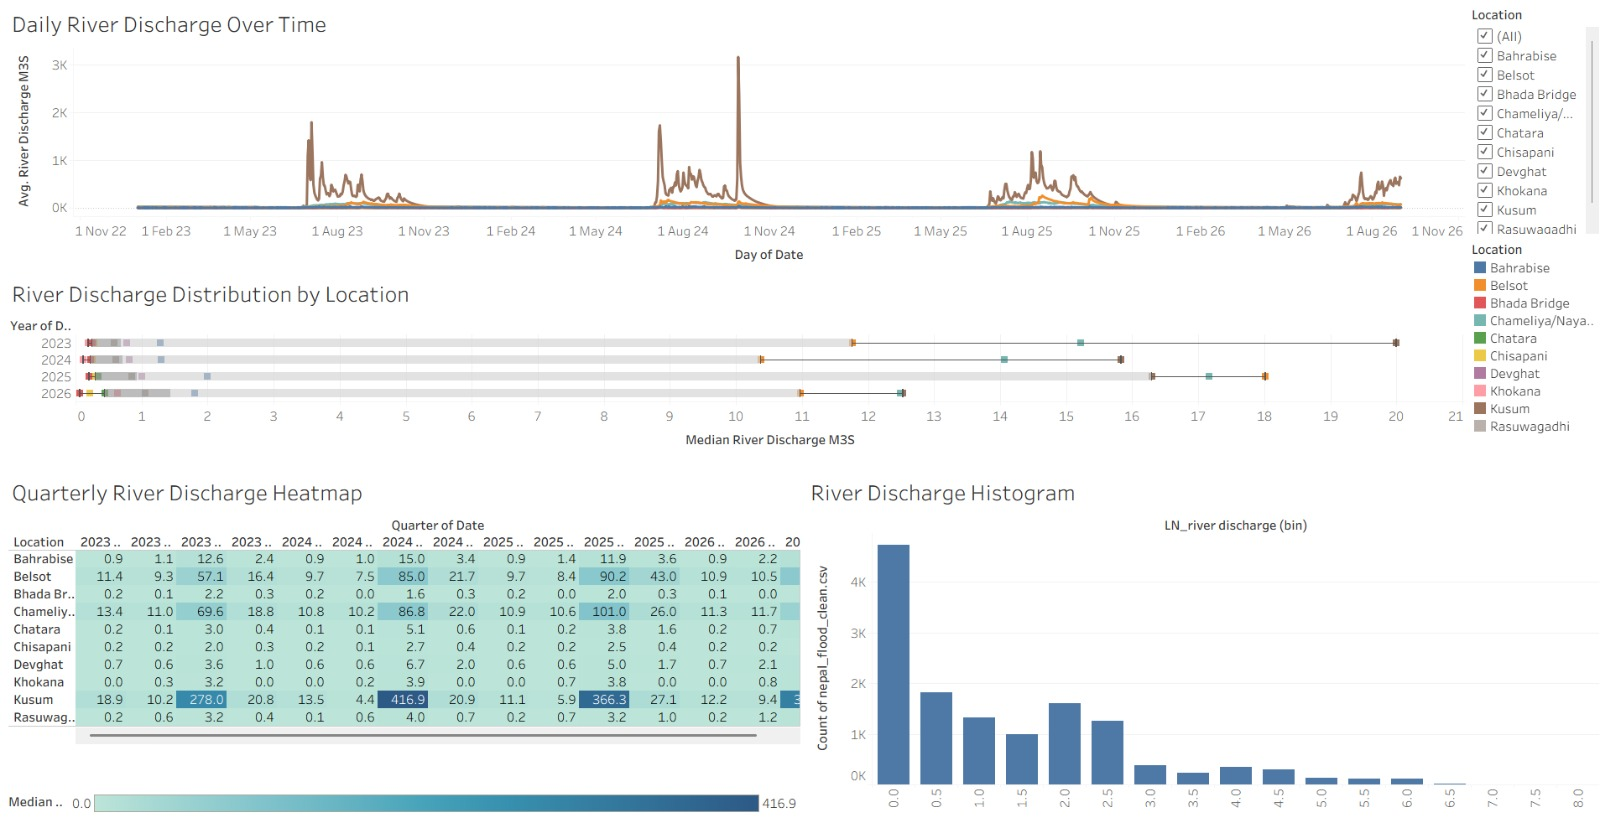 Daily River Discharge Over Time
Avg. River Discharge M3S
3K
2K
1K
0K
1 Nov 22 1 Feb 23 1 May 23 1 Aug 23 1 Nov 23 1 Feb 24 1 May 24 1 Aug 24 1 Nov 24 1 Feb 25 1 May 25 1 Aug 25 1 Nov 25 1 Feb 26 1 May 26 1 Aug 26 1 Nov 26
Day of Date
Location
(All)
Bahrabise
Belsot
Bhada Bridge
Chameliya/...
Chatara
Chisapani
Devghat
Khokana
Kusum
Rasuwagadhi
Location
Bahrabise
Belsot
Bhada Bridge
Chameliya/Naya..
Chatara
Chisapani
Devghat
Khokana
Kusum
Rasuwagadhi
River Discharge Distribution by Location
Year of D..
2023
2024
2025
2026
0 1 2 3 4 5 6 7 8 9 10 11 12 13 14 15 16 17 18 19 20 21
Median River Discharge M3S
Quarterly River Discharge Heatmap
Quarter of Date
Location 2023 .. 2023 .. 2023 .. 2023 .. 2024 .. 2024 .. 2024 .. 2024 .. 2025 .. 2025 .. 2025 .. 2025 .. 2026 .. 2026 .. 20
Bahrabise 0.9 1.1 12.6 2.4 0.9 1.0 15.0 3.4 0.9 1.4 11.9 3.6 0.9 2.2
Belsot 11.4 9.3 57.1 16.4 9.7 7.5 85.0 21.7 9.7 8.4 90.2 43.0 10.9 10.5
Bhada Br.. 0.2 0.1 2.2 0.3 0.2 0.0 1.6 0.3 0.2 0.0 2.0 0.3 0.1 0.0
Chameliy.. 13.4 11.0 69.6 18.8 10.8 10.2 86.8 22.0 10.9 10.6 101.0 26.0 11.3 11.7
Chatara 0.2 0.1 3.0 0.4 0.1 0.1 5.1 0.6 0.1 0.2 3.8 1.6 0.2 0.7
Chisapani 0.2 0.2 2.0 0.3 0.2 0.1 2.7 0.4 0.2 0.2 2.5 0.4 0.2 0.2
Devghat 0.7 0.6 3.6 1.0 0.6 0.6 6.7 2.0 0.6 0.6 5.0 1.7 0.7 2.1
Khokana 0.0 0.3 3.2 0.0 0.0 0.2 3.9 0.0 0.0 0.7 3.8 0.0 0.0 0.8
Kusum 18.9 10.2 278.0 20.8 13.5 4.4 416.9 20.9 11.1 5.9 366.3 27.1 12.2 9.4 3
Rasuwag.. 0.2 0.6 3.2 0.4 0.1 0.6 4.0 0.7 0.2 0.7 3.2 1.0 0.2 1.2
Median .. 0.0 416.9
River Discharge Histogram
LN_river discharge (bin)
Count of nepal_flood_clean.csv
4K
3K
2K
1K
0K
0.0 0.5 1.0 1.5 2.0 2.5 3.0 3.5 4.0 4.5 5.0 5.5 6.0 6.5 7.0 7.5 8.0